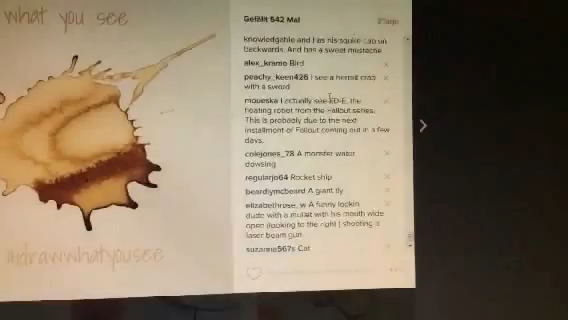 what you see
#drawwhatyousee
Gefällt 542 Mal
knowledgable and has his squike cap on
backwards. And has a sweet mustache
alex_kramo Bird
peachy_keen426 I see a hermit crab
with a sword
moueska I actually see ED-E, the
floating robot from the Fallout series.
This is probably due to the next
installment of Fallout coming out in a few
days.
colejones_78 A monster water
dowsing
regularjo64 Rocket ship
beardlymcbeard A giant fly
elizabethrose_w A funny lookin
dude with a mullet with his mouth wide
open (looking to the right) shooting a
laser beam gun
suzanna567s Cat